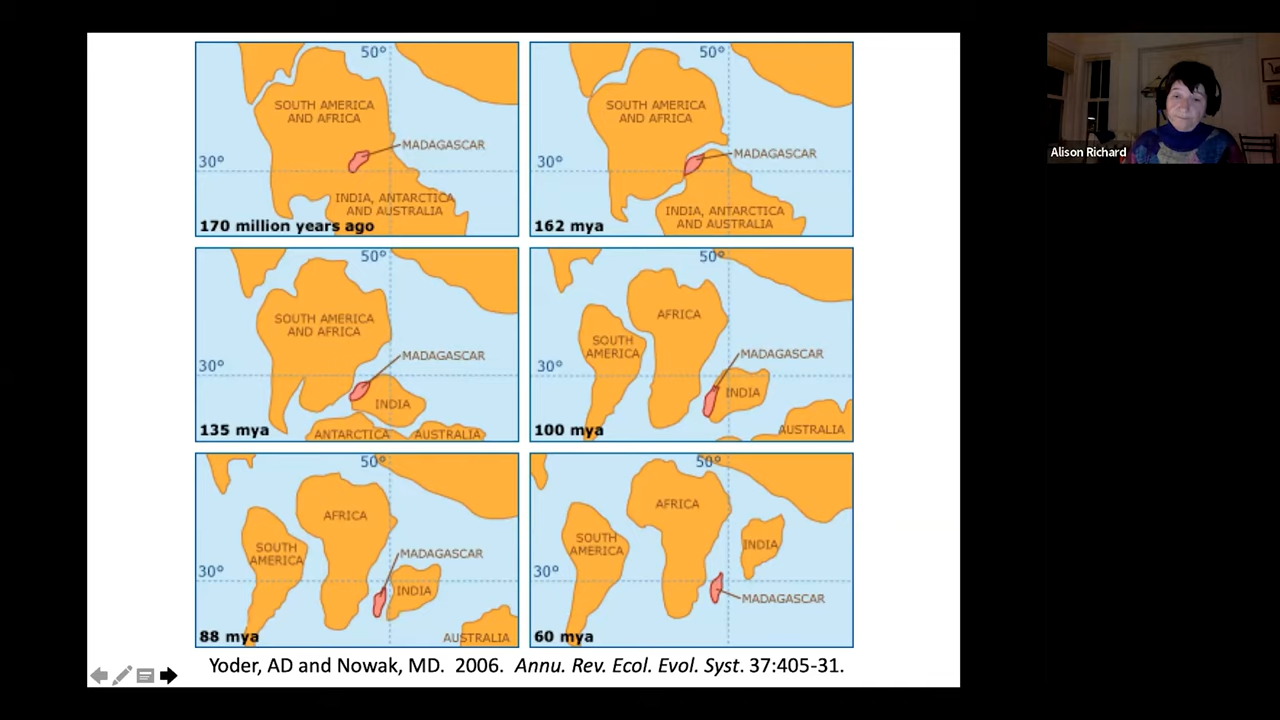 50°
SOUTH AMERICA
AND AFRICA
MADAGASCAR
30°
INDIA, ANTARCTICA
AND AUSTRALIA
170 million years ago
50°
SOUTH AMERICA
AND AFRICA
MADAGASCAR
30°
INDIA, ANTARCTICA
AND AUSTRALIA
162 mya
50°
SOUTH AMERICA
AND AFRICA
MADAGASCAR
30°
INDIA
ANTARCTICA
AUSTRALIA
135 mya
50°
AFRICA
SOUTH
AMERICA
MADAGASCAR
30°
INDIA
AUSTRALIA
100 mya
50°
AFRICA
SOUTH
AMERICA
MADAGASCAR
30°
INDIA
AUSTRALIA
88 mya
50°
AFRICA
SOUTH
AMERICA
INDIA
30°
MADAGASCAR
60 mya
Yoder, AD and Nowak, MD. 2006. Annu. Rev. Ecol. Evol. Syst. 37:405-31.
Alison Richard